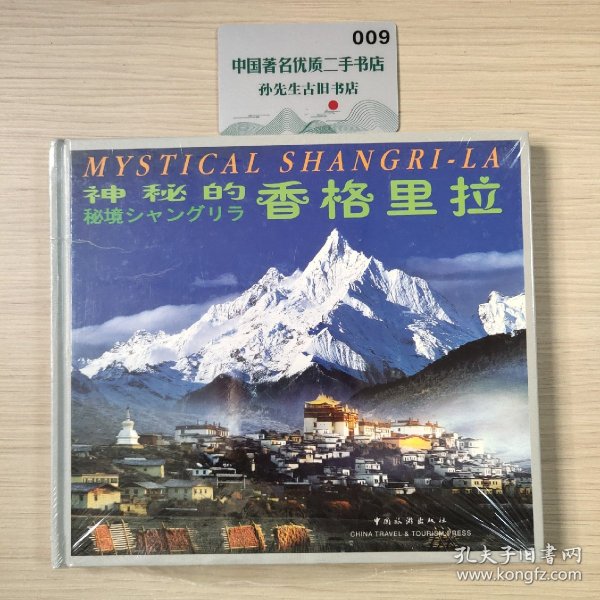 009
中国著名优质二手书店
孙先生古旧书店
MYSTICAL SHANGRI-LA
神秘的香格里拉
秘境シャングリラ
中国旅游出版社
CHINA TRAVEL & TOURISM PRESS
孔夫子旧书网
www.kongfz.com